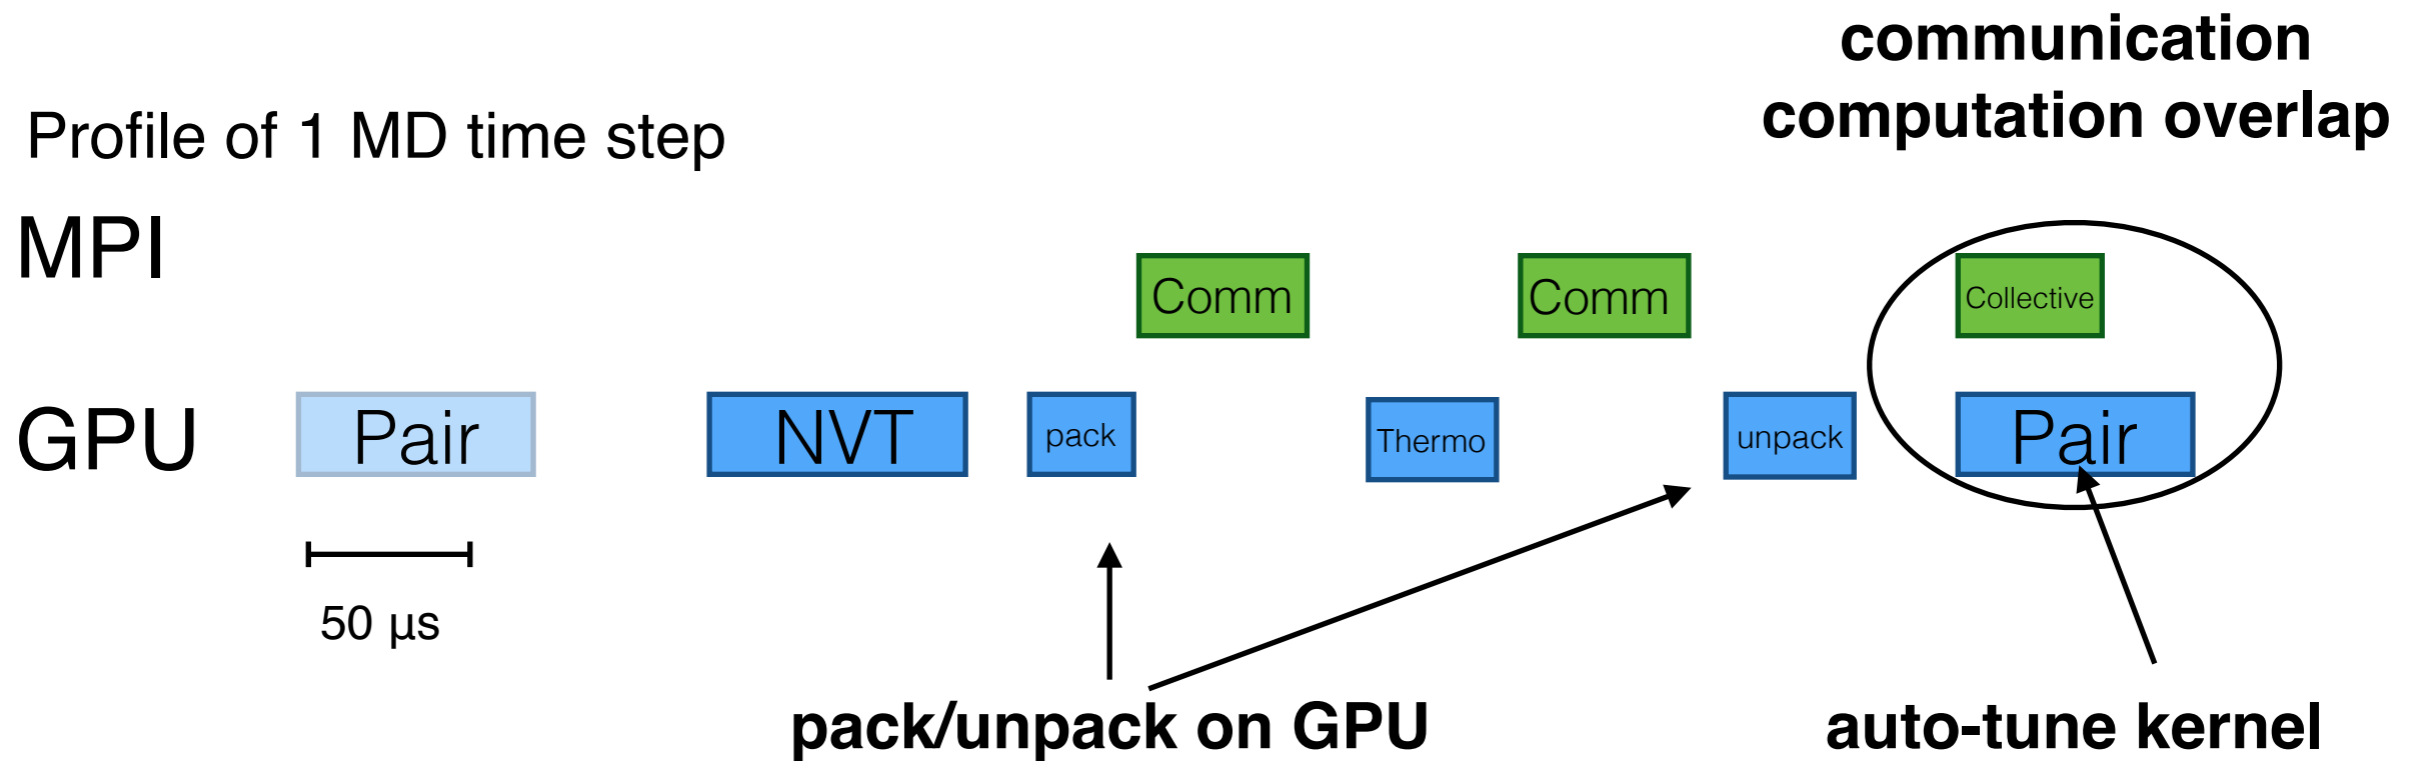 communication
computation overlap
Profile of 1 MD time step
MPI
Comm
Comm
Collective
GPU
Pair
NVT
pack
Thermo
unpack
Pair
50 µs
pack/unpack on GPU
auto-tune kernel